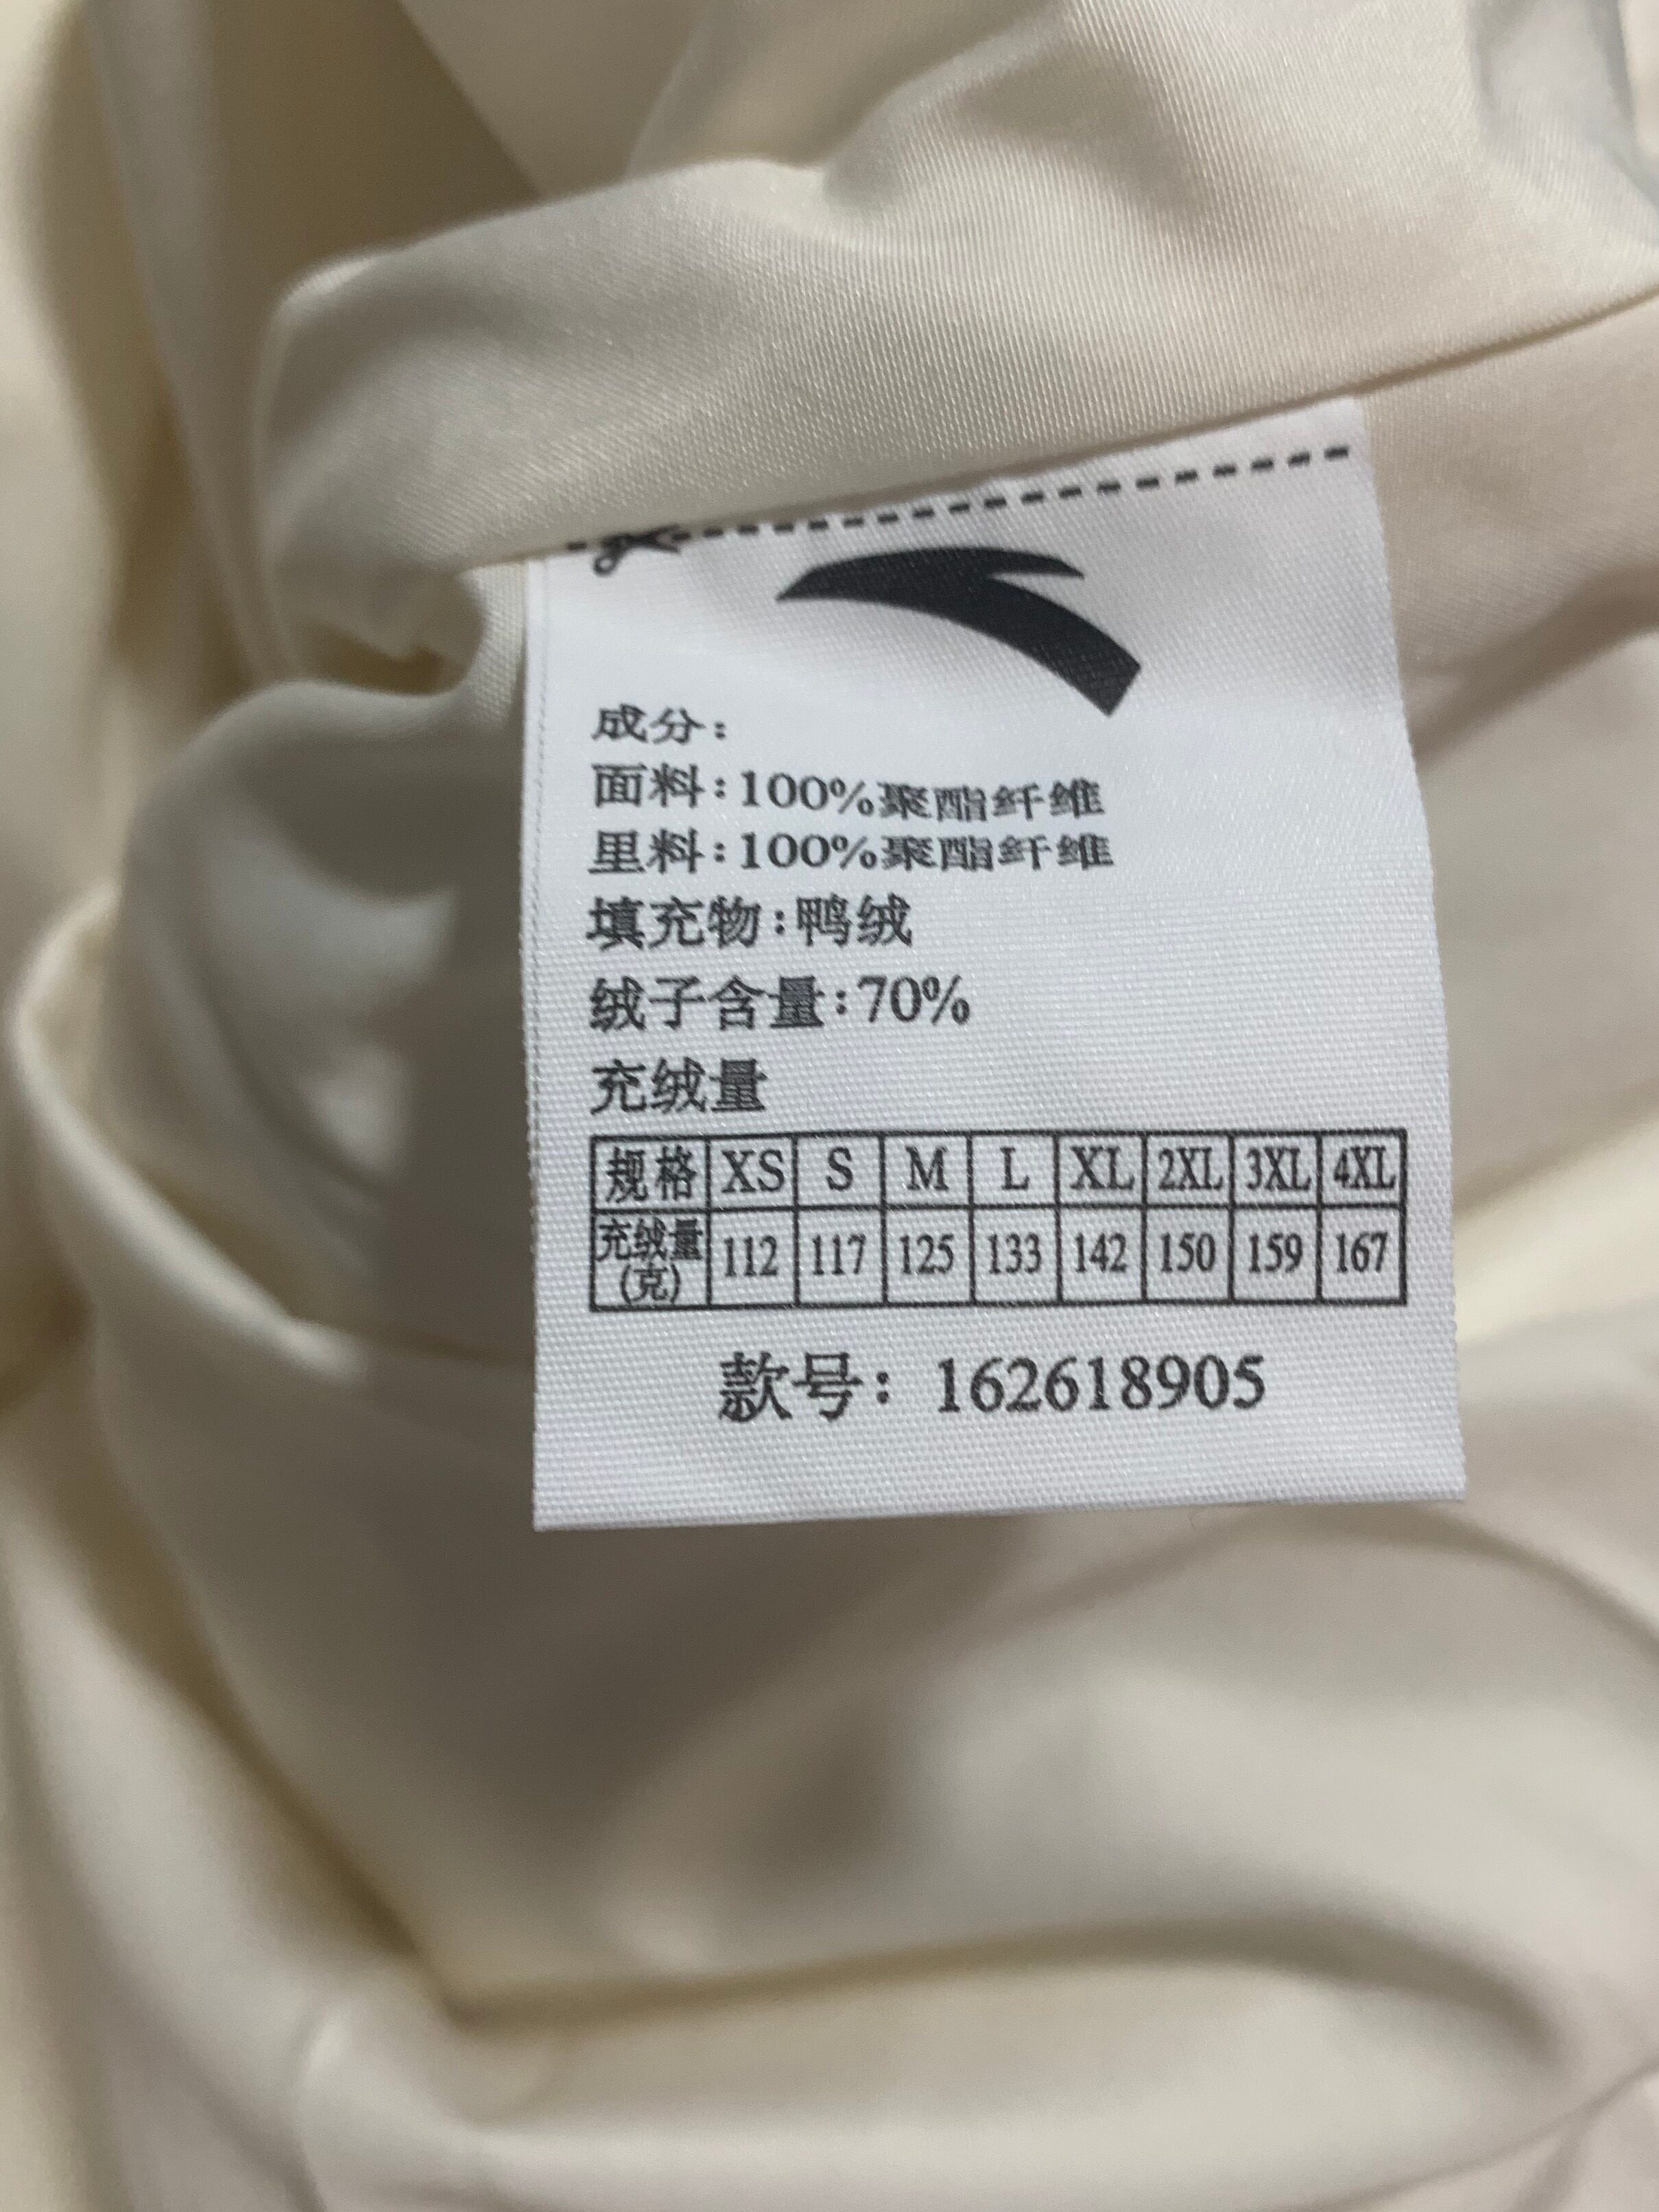 成分：
面料：100%聚酯纤维
里料：100%聚酯纤维
填充物：鸭绒
绒子含量：70%
充绒量
规格 XS S M L XL 2XL 3XL 4XL
充绒量(克) 112 117 125 133 142 150 159 167
款号：162618905